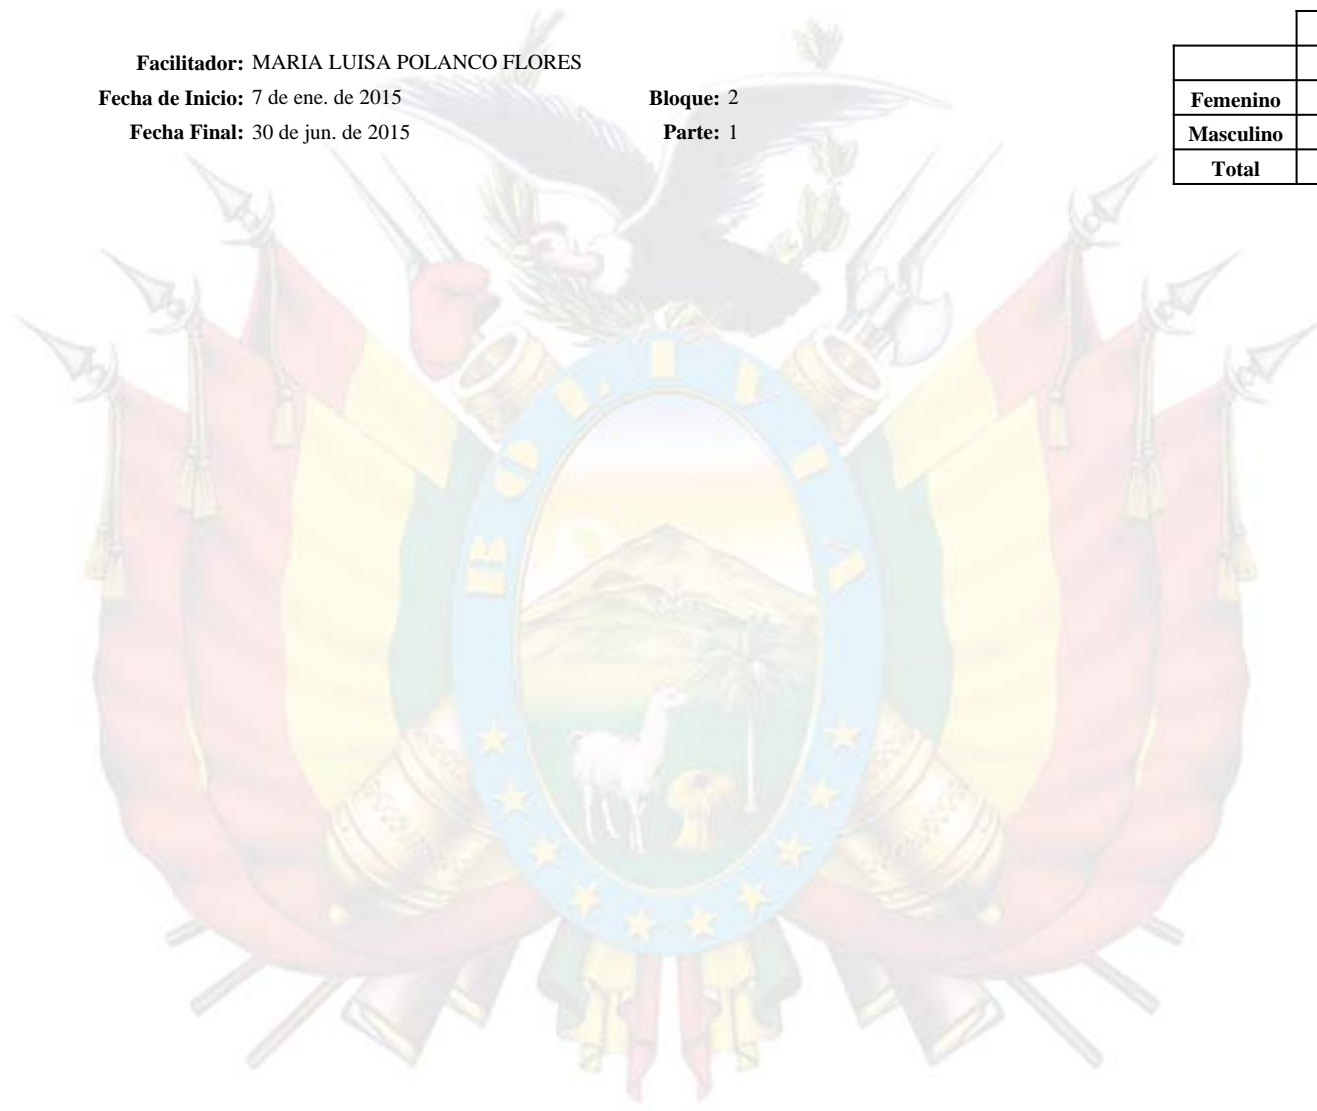 Facilitador: MARIA LUISA POLANCO FLORES
Fecha de Inicio: 7 de ene. de 2015 Bloque: 2
Fecha Final: 30 de jun. de 2015 Parte: 1
Femenino
Masculino
Total
BOLIVIA